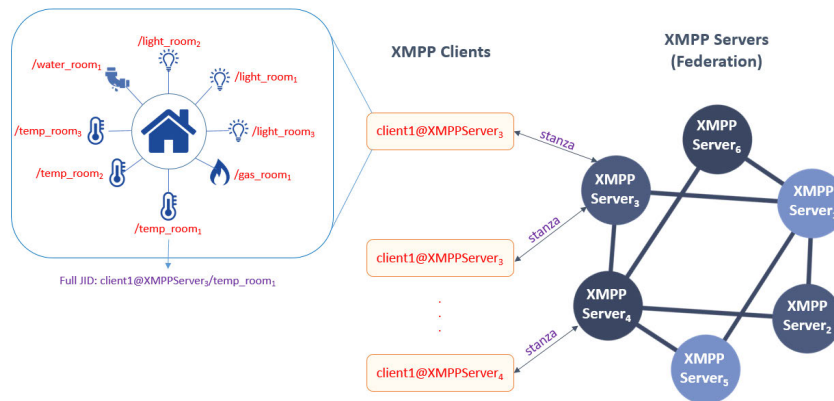 XMPP Clients
XMPP Servers
(Federation)
/light_room₂
/water_room₁
/light_room₁
/temp_room₃
/light_room₃
/temp_room₂
/gas_room₁
/temp_room₁
Full JID: client1@XMPPServer₃/temp_room₁
client1@XMPPServer₃
client1@XMPPServer₃
.
.
.
client1@XMPPServer₄
stanza
stanza
stanza
XMPP
Server₆
XMPP
Server₃
XMPP
XMPP
Server₄
XMPP
Server₂
XMPP
Server₅